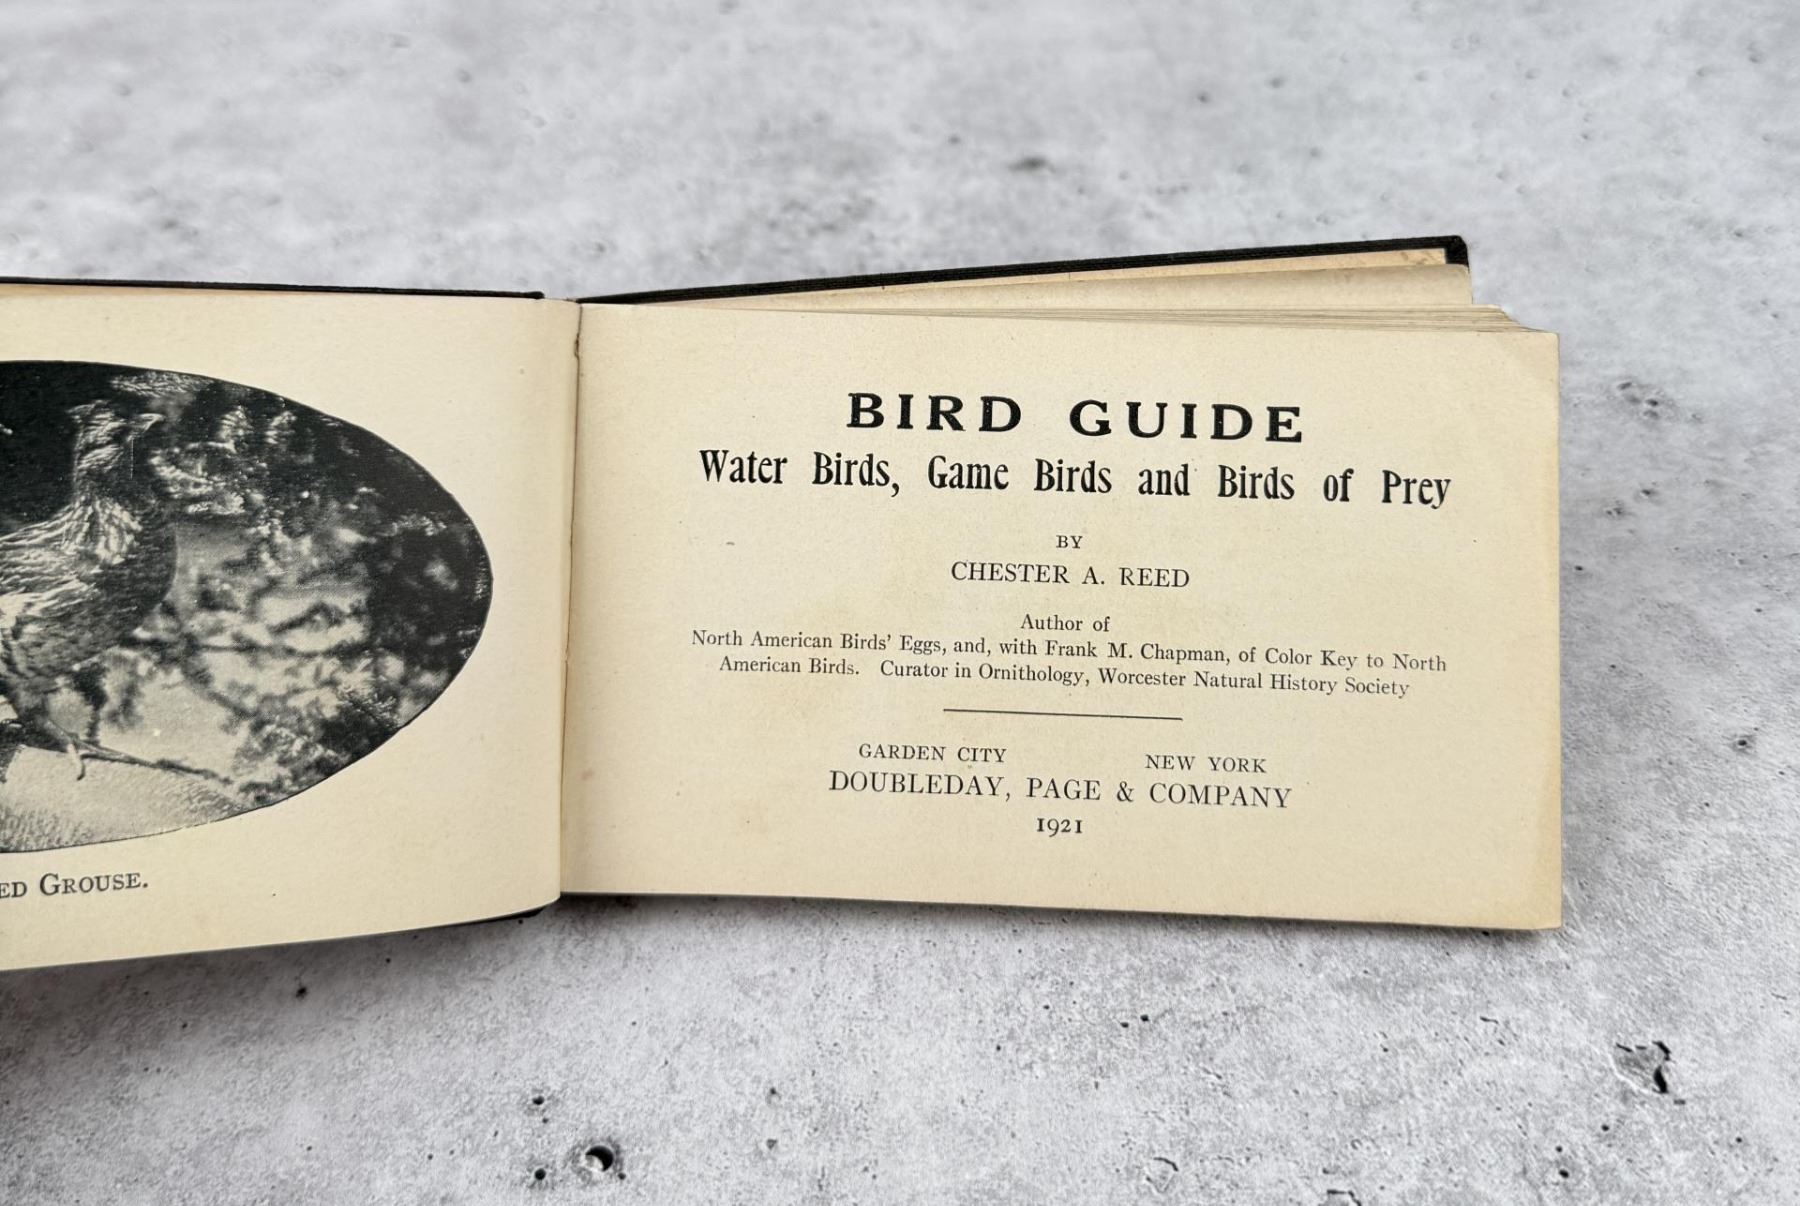 ED GROUSE.
BIRD GUIDE
Water Birds, Game Birds and Birds of Prey
BY
CHESTER A. REED
Author of
North American Birds' Eggs, and, with Frank M. Chapman, of Color Key to North
American Birds. Curator in Ornithology, Worcester Natural History Society
GARDEN CITY NEW YORK
DOUBLEDAY, PAGE & COMPANY
1921